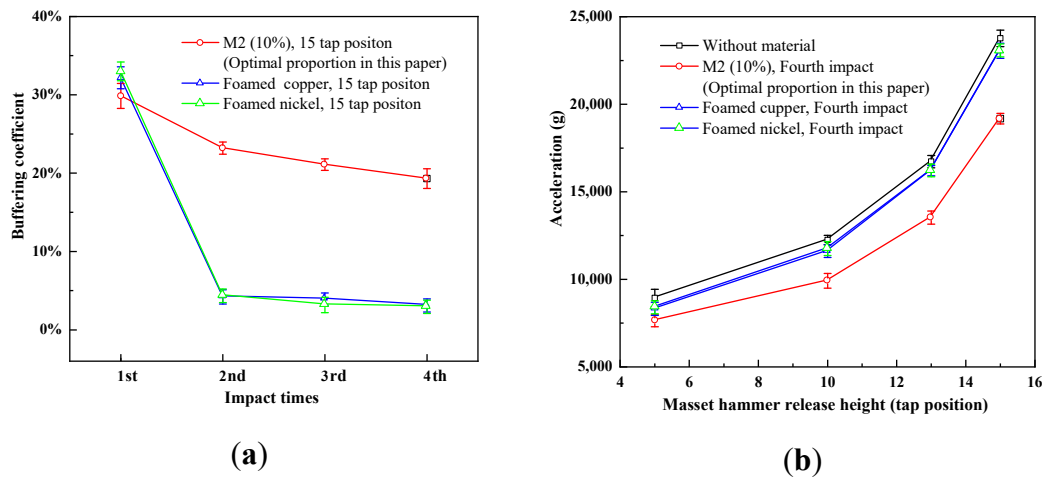 40%
30%
20%
10%
0%
Buffering coefficient
M2 (10%), 15 tap positon
(Optimal proportion in this paper)
Foamed copper, 15 tap positon
Foamed nickel, 15 tap positon
1st 2nd 3rd 4th
Impact times
(a)
25,000
20,000
15,000
10,000
5,000
Acceleration (g)
Without material
M2 (10%), Fourth impact
(Optimal proportion in this paper)
Foamed cupper, Fourth impact
Foamed nickel, Fourth impact
4 6 8 10 12 14 16
Masset hammer release height (tap position)
(b)